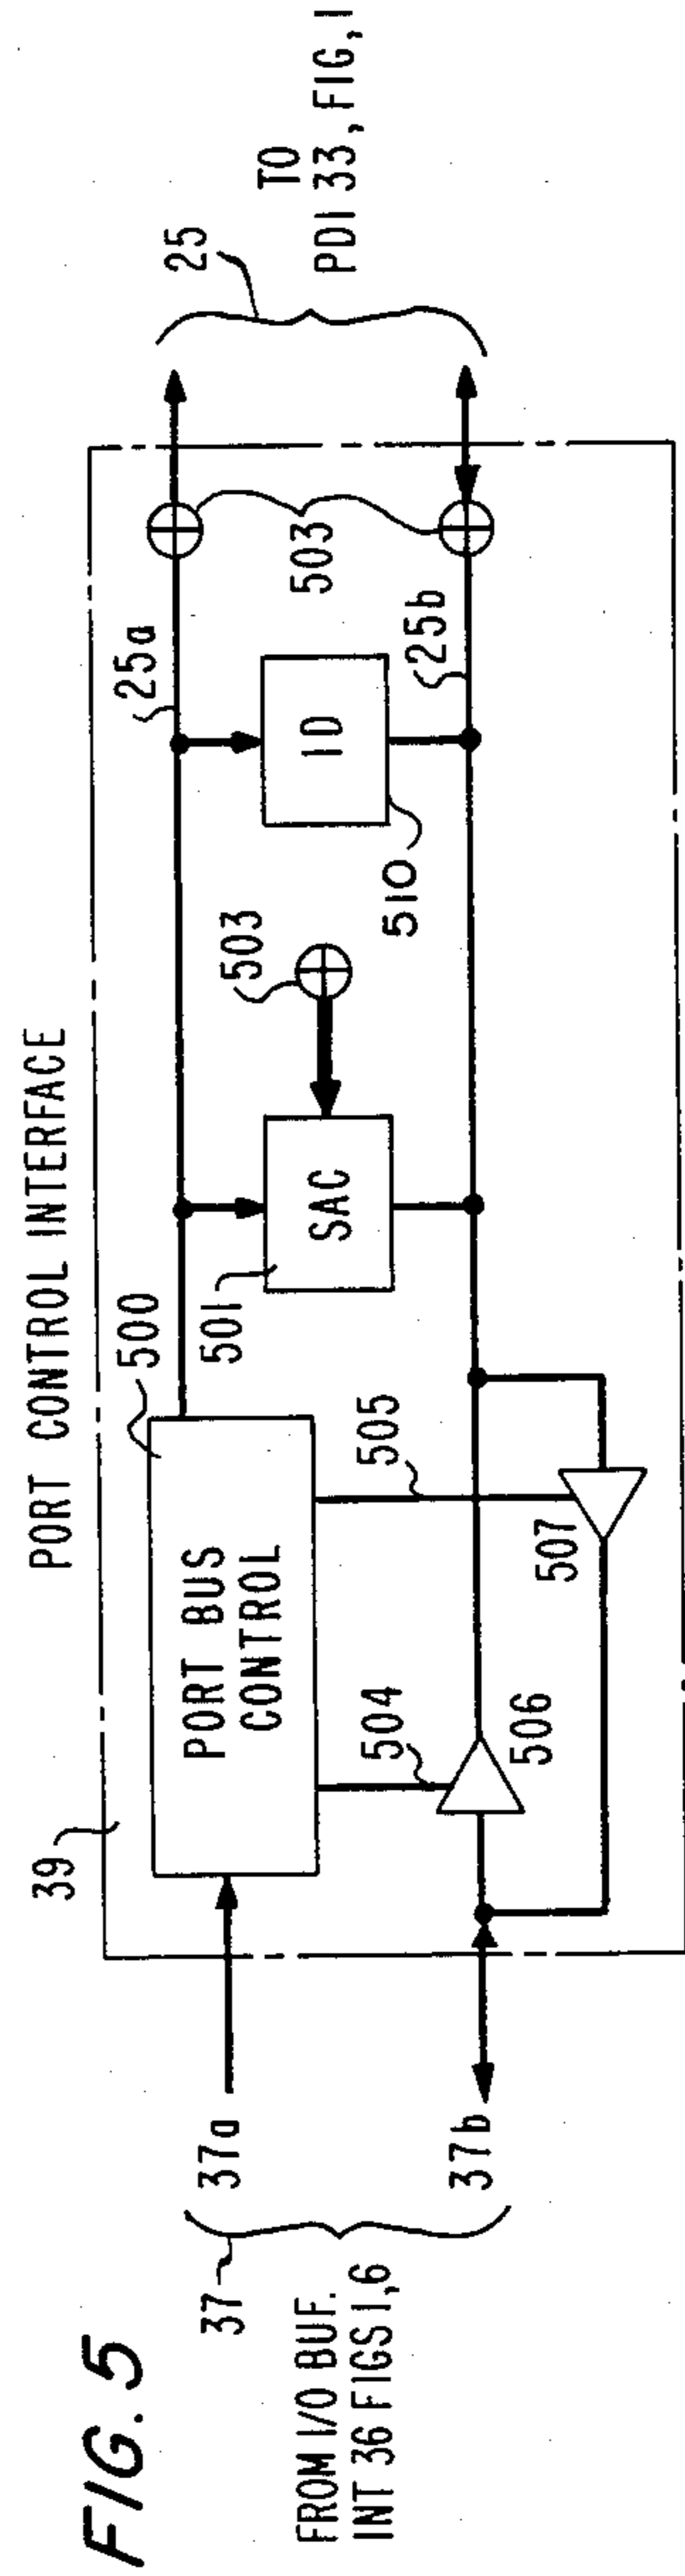 FIG. 5
PORT CONTROL INTERFACE
39
500
PORT BUS
CONTROL
37
37a
37b
FROM I/O BUF.
INT 36 FIGS 1,6
504
505
506
507
501
SAC
503
25a
ID
510
25b
503
25
TO
PDI 33, FIG, 1